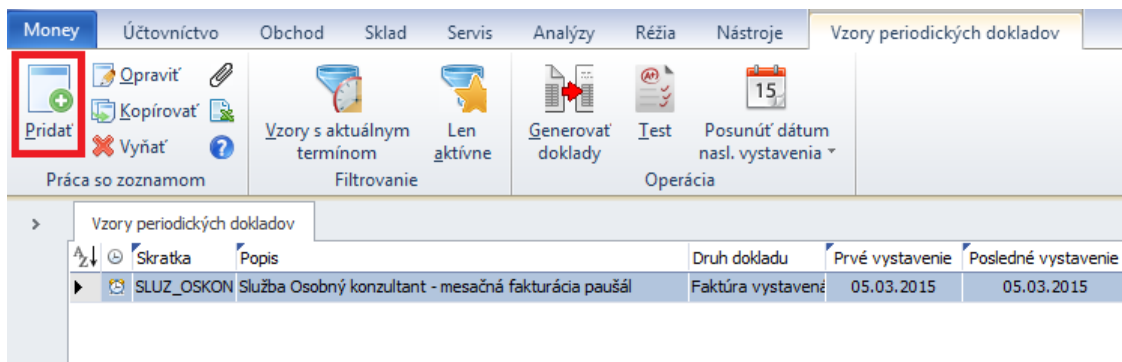 Money Účtovníctvo Obchod Sklad Servis Analýzy Réžia Nástroje Vzory periodických dokladov
Pridať
Opraviť
Kopírovať
Vyňať
Práca so zoznamom
Vzory s aktuálnym
termínom
Len
aktívne
Filtrovanie
Generovať
doklady
Test
15
Posunúť dátum
nasl. vystavenia
Operácia
Vzory periodických dokladov
Skratka Popis Druh dokladu Prvé vystavenie Posledné vystavenie
SLUZ_OSKON Služba Osobný konzultant - mesačná fakturácia paušál Faktúra vystavená 05.03.2015 05.03.2015